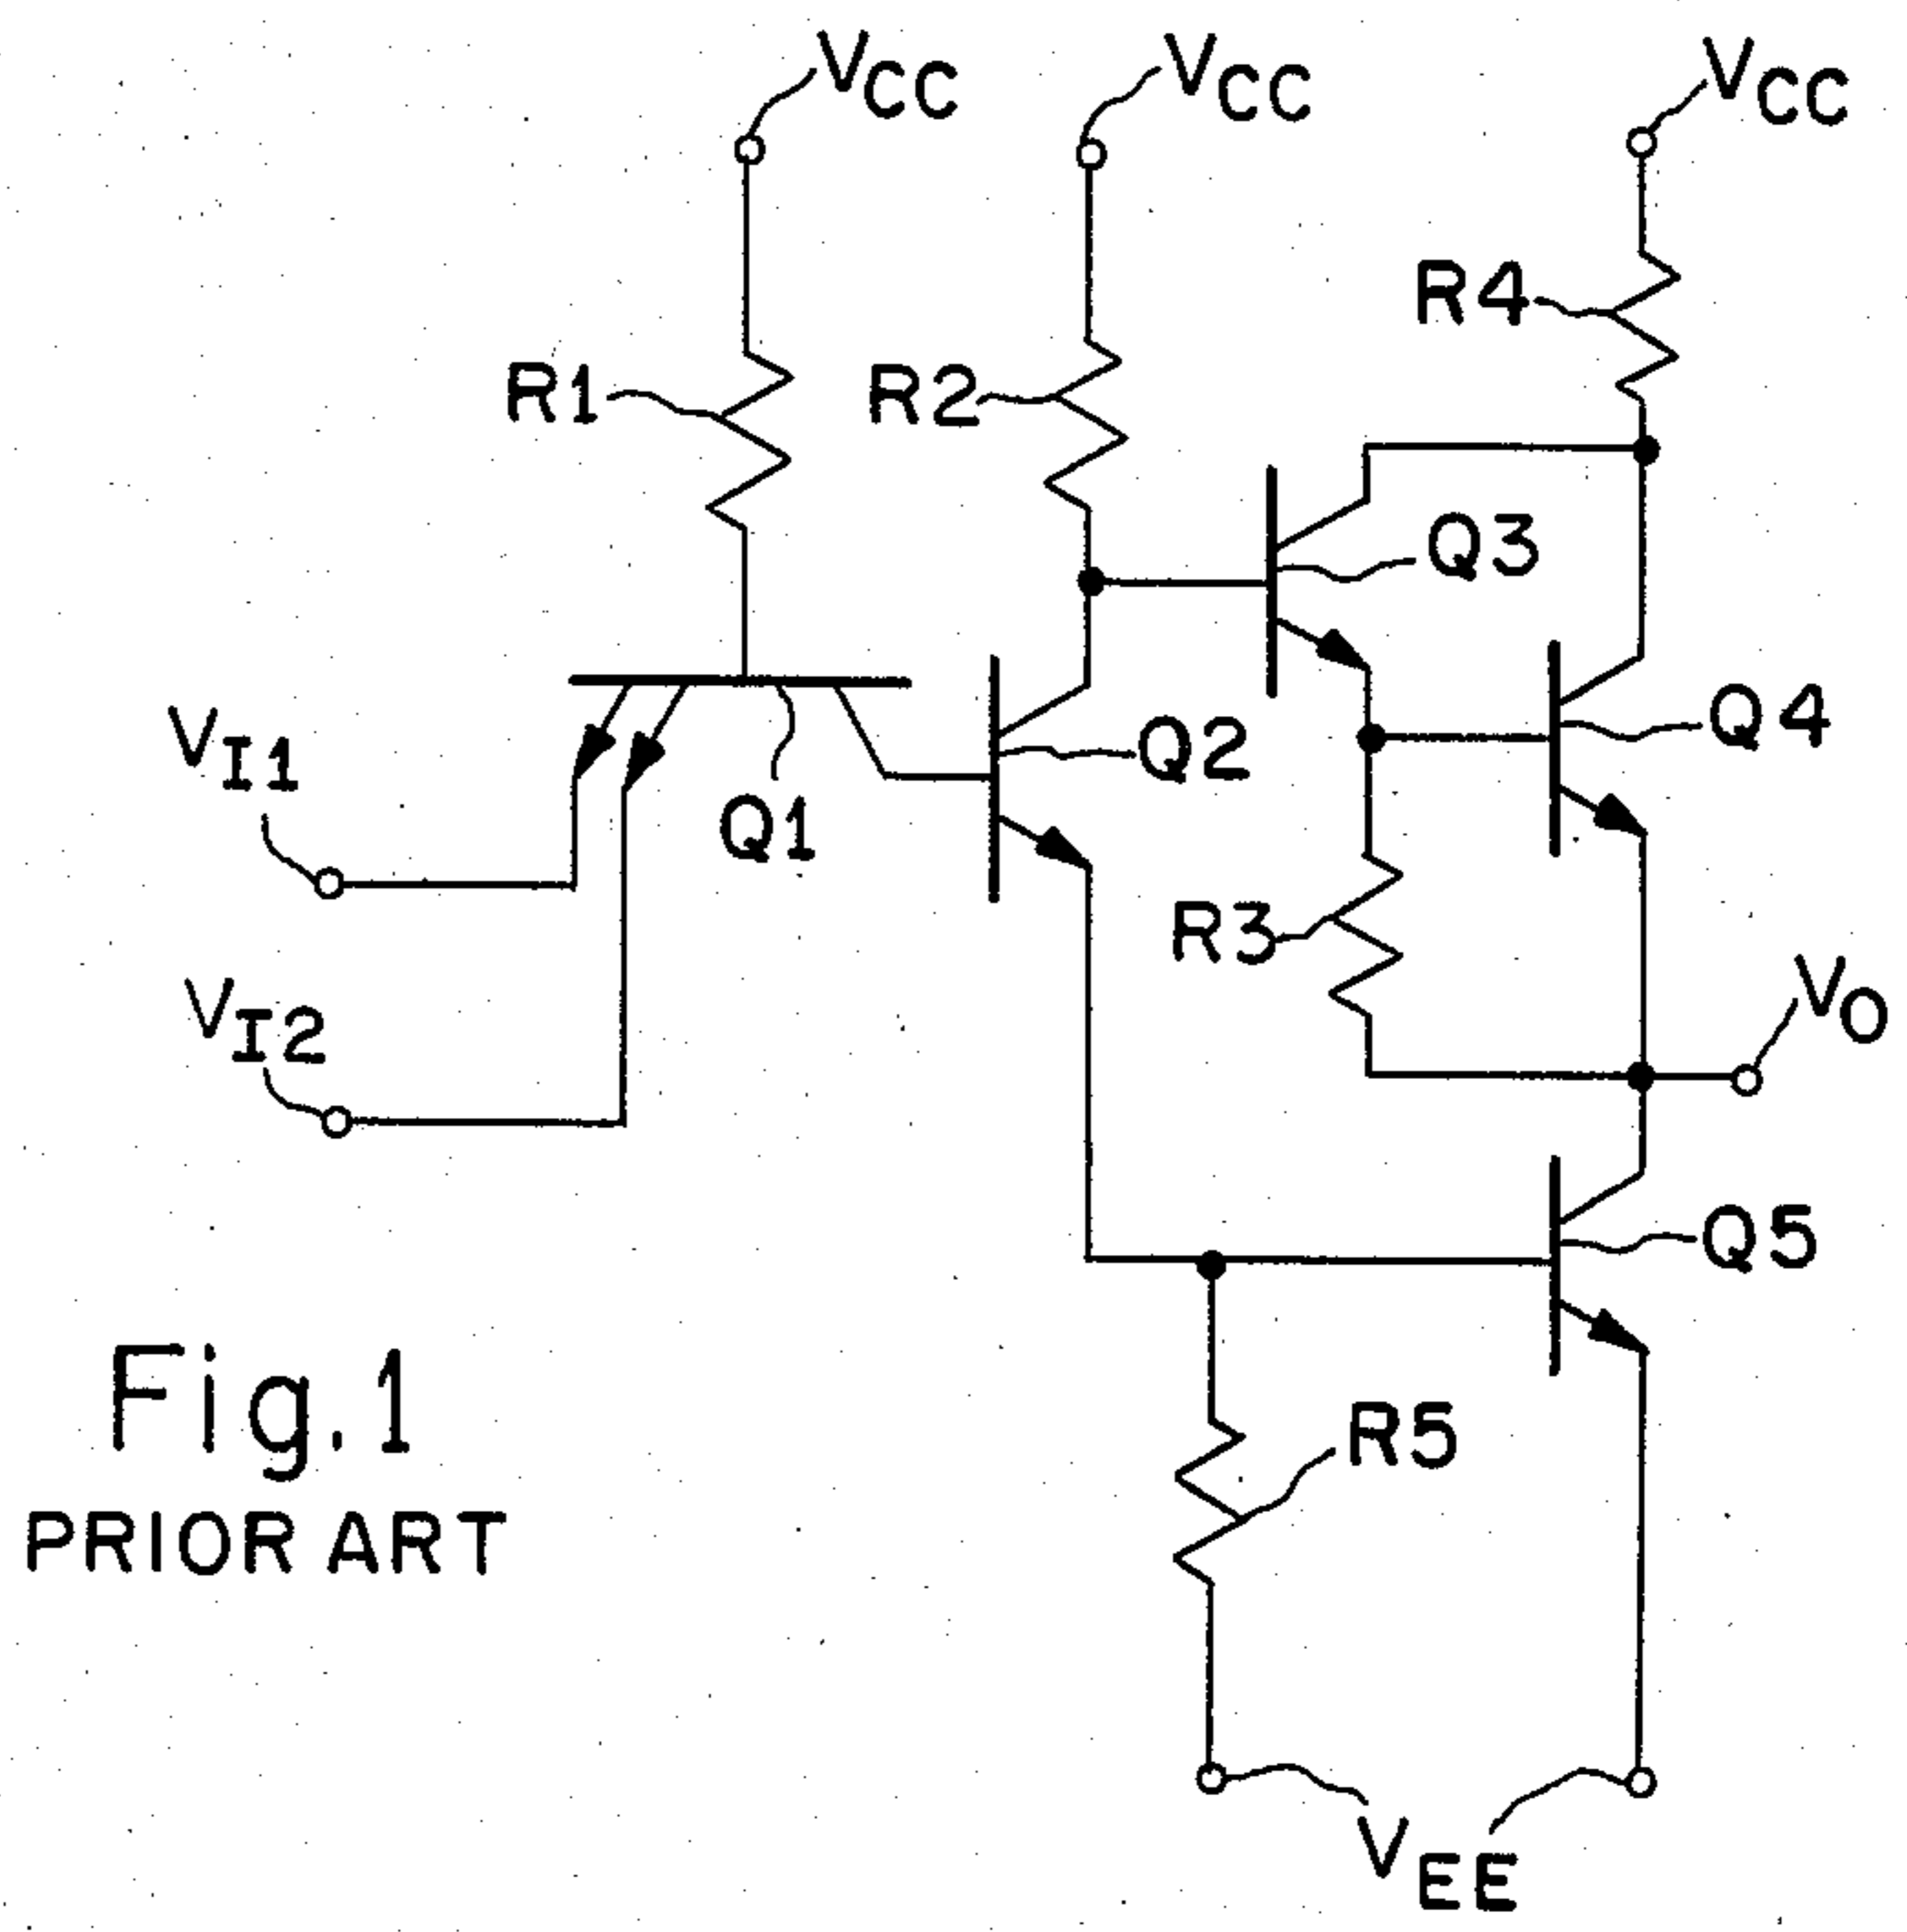 VCC
VCC
VCC
R4
R1
R2
Q3
Q4
VI1
Q2
Q1
R3
VO
VI2
Q5
Fig.1
R5
PRIOR ART
VEE